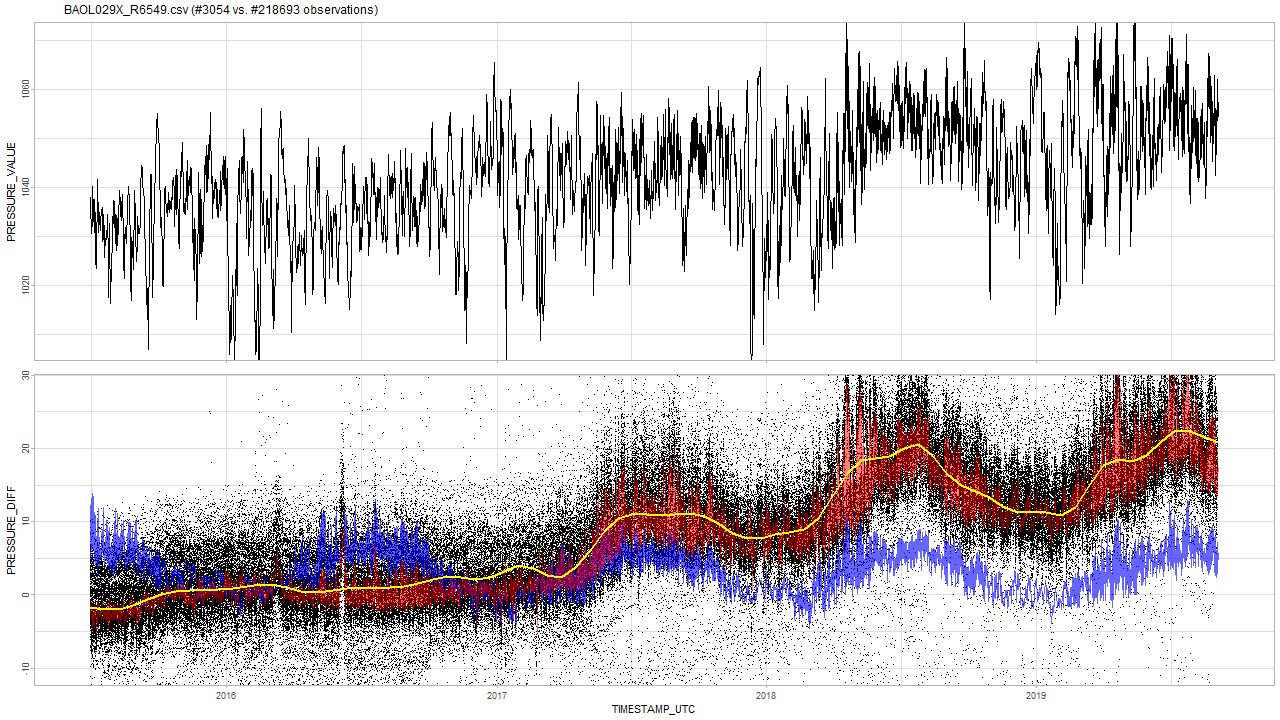 BAOL029X_R6549.csv (#3054 vs. #218693 observations)
PRESSURE_VALUE
1060
1040
1020
PRESSURE_DIFF
30
20
10
0
-10
2016 2017 2018 2019
TIMESTAMP_UTC